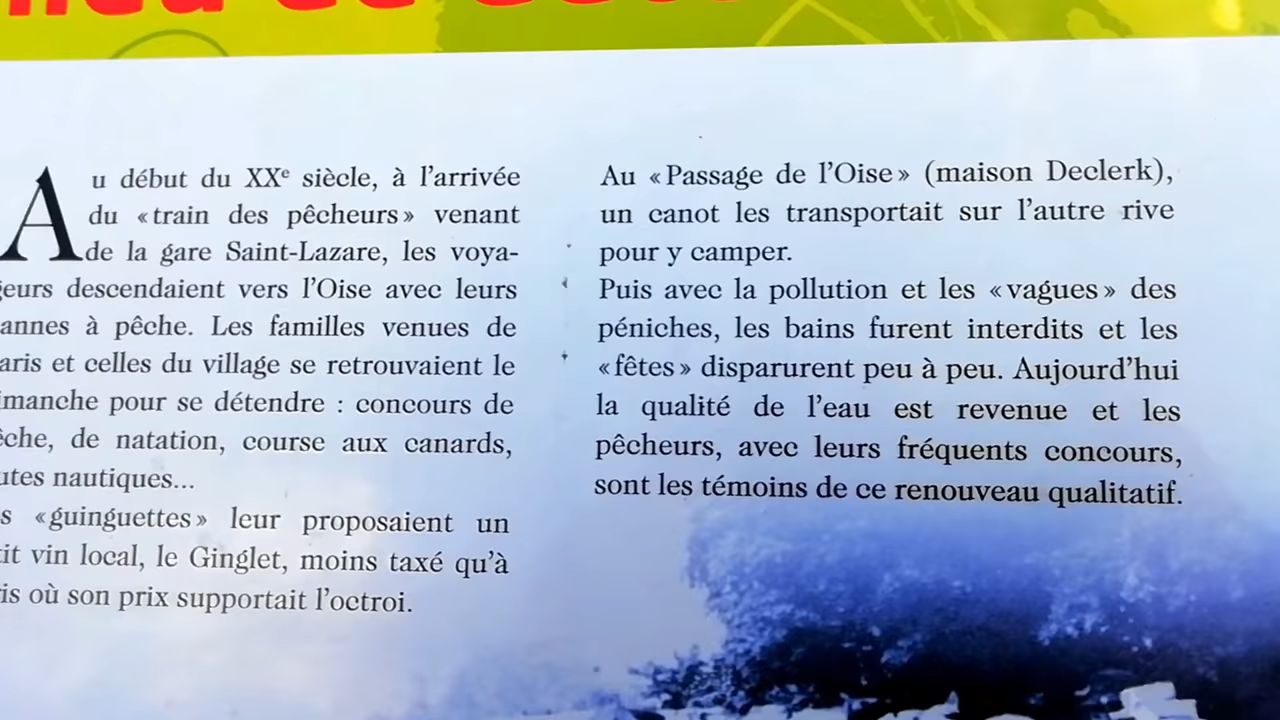 Au début du XXe siècle, à l'arrivée
du «train des pêcheurs» venant
de la gare Saint-Lazare, les voya-
geurs descendaient vers l'Oise avec leurs
annes à pêche. Les familles venues de
aris et celles du village se retrouvaient le
imanche pour se détendre : concours de
êche, de natation, course aux canards,
utes nautiques...
s «guinguettes» leur proposaient un
tit vin local, le Ginglet, moins taxé qu'à
is où son prix supportait l'octroi.
Au «Passage de l'Oise» (maison Declerk),
un canot les transportait sur l'autre rive
pour y camper.
Puis avec la pollution et les «vagues» des
péniches, les bains furent interdits et les
«fêtes» disparurent peu à peu. Aujourd'hui
la qualité de l'eau est revenue et les
pêcheurs, avec leurs fréquents concours,
sont les témoins de ce renouveau qualitatif.